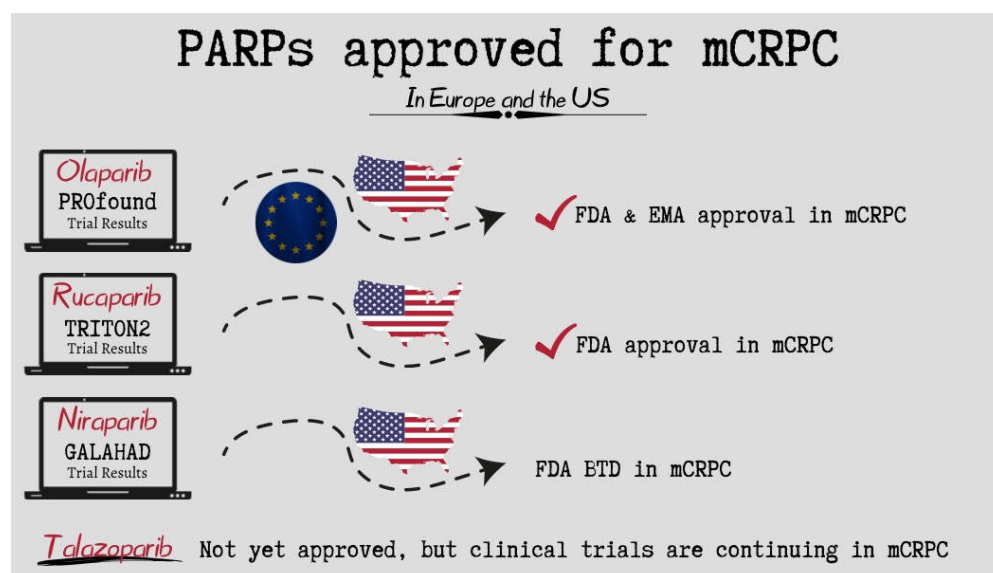 PARPs approved for mCRPC
In Europe and the US
Olaparib
PROfound
Trial Results
FDA & EMA approval in mCRPC
Rucaparib
TRITON2
Trial Results
FDA approval in mCRPC
Niraparib
GALAHAD
Trial Results
FDA BTD in mCRPC
Talazoparib Not yet approved, but clinical trials are continuing in mCRPC